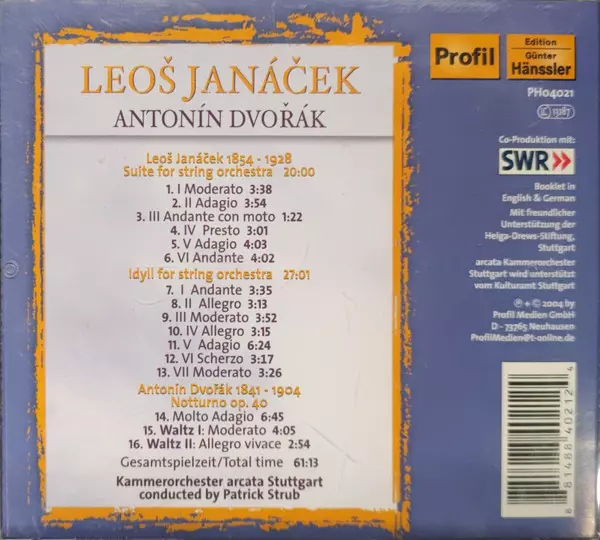 LEOŠ JANÁČEK
ANTONÍN DVOŘÁK
Leoš Janáček 1854 - 1928
Suite for string orchestra 20:00
1. I Moderato 3:38
2. II Adagio 3:54
3. III Andante con moto 1:22
4. IV Presto 3:01
5. V Adagio 4:03
6. VI Andante 4:02
Idyll for string orchestra 27:01
7. I Andante 3:35
8. II Allegro 3:13
9. III Moderato 3:52
10. IV Allegro 3:15
11. V Adagio 6:24
12. VI Scherzo 3:17
13. VII Moderato 3:26
Antonín Dvořák 1841 - 1904
Notturno op. 40
14. Molto Adagio 6:45
15. Waltz I: Moderato 4:05
16. Waltz II: Allegro vivace 2:54
Gesamtspielzeit/Total time 61:13
Kammerorchester arcata Stuttgart
conducted by Patrick Strub
Profil
Edition
Günter
Hänssler
PH04021
LC 13187
Co-Produktion mit:
SWR
Booklet in
English & German
Mit freundlicher
Unterstützung der
Helga-Drews-Stiftung,
Stuttgart
arcata Kammerorchester
Stuttgart wird unterstützt
vom Kulturamt Stuttgart
℗ + © 2004 by
Profil Medien GmbH
D - 73765 Neuhausen
ProfilMedien@t-online.de
8 81488 40212 4